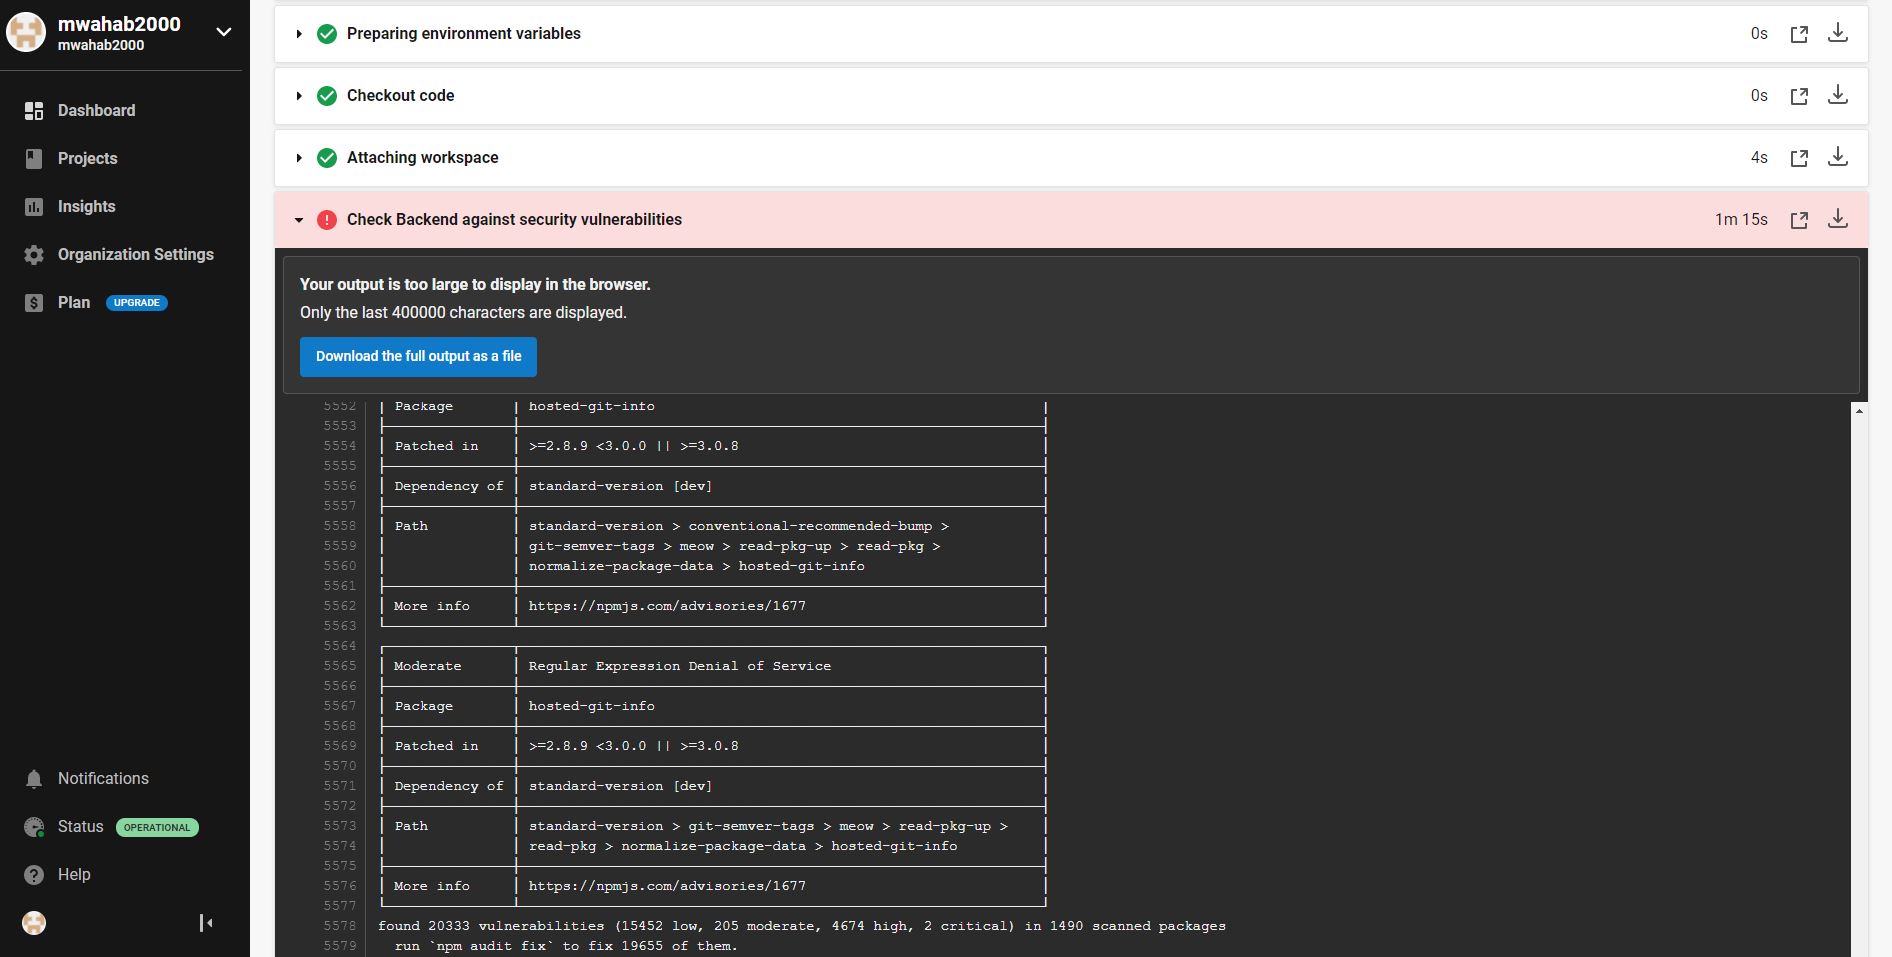 mwahab2000
mwahab2000
Dashboard
Projects
Insights
Organization Settings
Plan UPGRADE
Notifications
Status OPERATIONAL
Help
Preparing environment variables 0s
Checkout code 0s
Attaching workspace 4s
Check Backend against security vulnerabilities 1m 15s
Your output is too large to display in the browser.
Only the last 400000 characters are displayed.
Download the full output as a file
5552 Package hosted-git-info
5553
5554 Patched in >=2.8.9 <3.0.0 || >=3.0.8
5555
5556 Dependency of standard-version [dev]
5557
5558 Path standard-version > conventional-recommended-bump >
5559 git-semver-tags > meow > read-pkg-up > read-pkg >
5560 normalize-package-data > hosted-git-info
5561
5562 More info https://npmjs.com/advisories/1677
5563
5564
5565 Moderate Regular Expression Denial of Service
5566
5567 Package hosted-git-info
5568
5569 Patched in >=2.8.9 <3.0.0 || >=3.0.8
5570
5571 Dependency of standard-version [dev]
5572
5573 Path standard-version > git-semver-tags > meow > read-pkg-up >
5574 read-pkg > normalize-package-data > hosted-git-info
5575
5576 More info https://npmjs.com/advisories/1677
5577
5578 found 20333 vulnerabilities (15452 low, 205 moderate, 4674 high, 2 critical) in 1490 scanned packages
5579 run `npm audit fix` to fix 19655 of them.